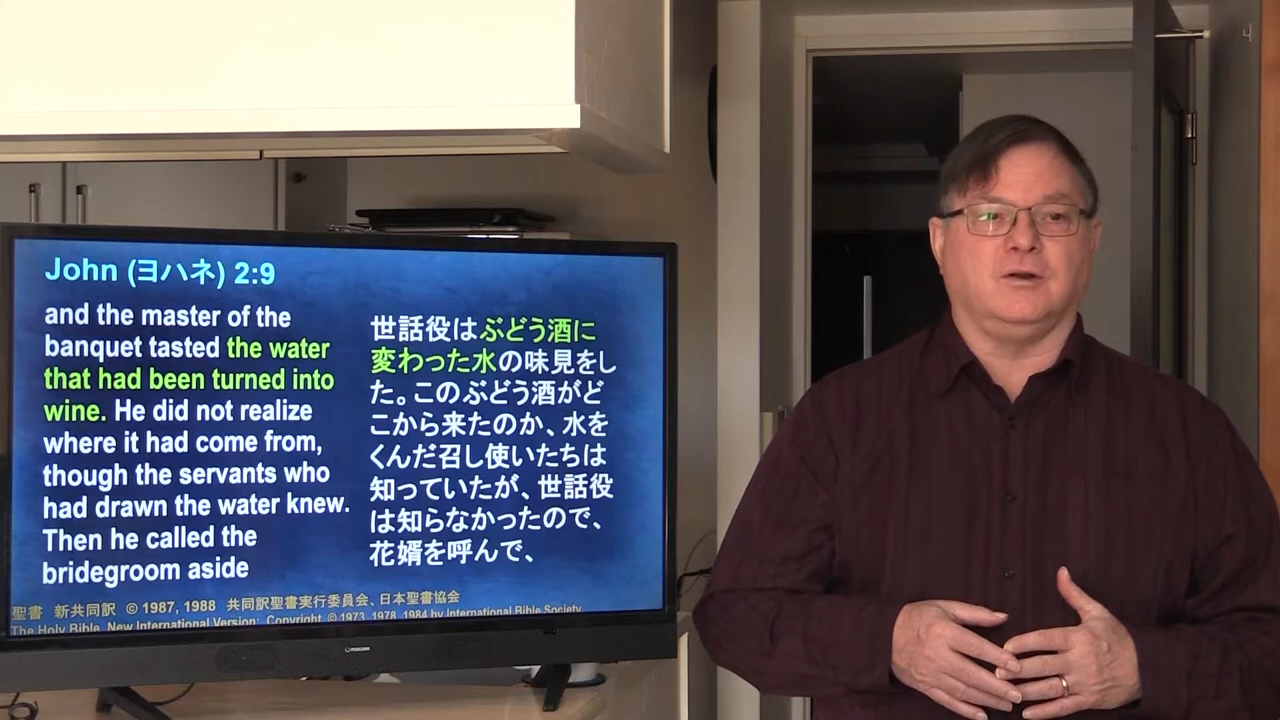 John (ヨハネ) 2:9
and the master of the
banquet tasted the water
that had been turned into
wine. He did not realize
where it had come from,
though the servants who
had drawn the water knew.
Then he called the
bridegroom aside
世話役はぶどう酒に
変わった水の味見をし
た。このぶどう酒がど
こから来たのか、水を
くんだ召し使いたちは
知っていたが、世話役
は知らなかったので、
花婿を呼んで、
聖書 新共同訳 © 1987, 1988 共同訳聖書実行委員会、日本聖書協会
The Holy Bible, New International Version; Copyright © 1973, 1978, 1984 by International Bible Society